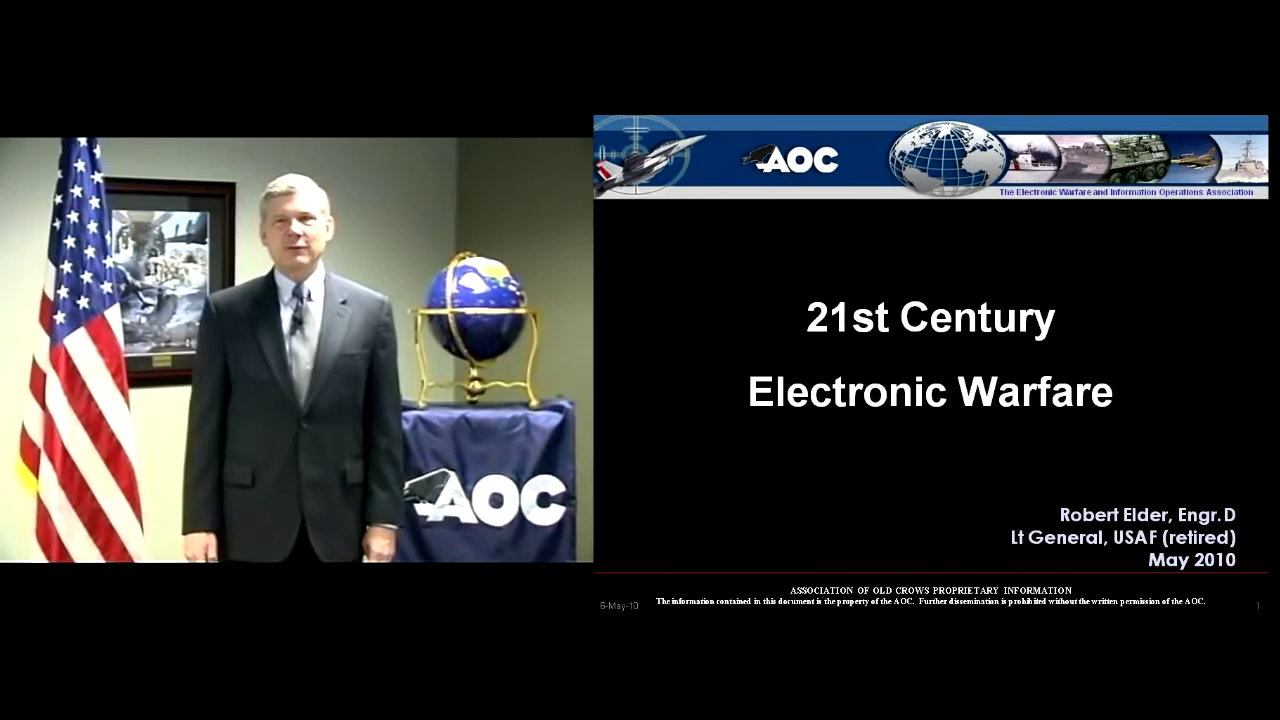 AOC
AOC
The Electronic Warfare and Information Operations Association
21st Century
Electronic Warfare
Robert Elder, Engr.D
Lt General, USAF (retired)
May 2010
ASSOCIATION OF OLD CROWS PROPRIETARY INFORMATION
The information contained in this document is the property of the AOC. Further dissemination is prohibited without the written permission of the AOC.
6-May-10
1